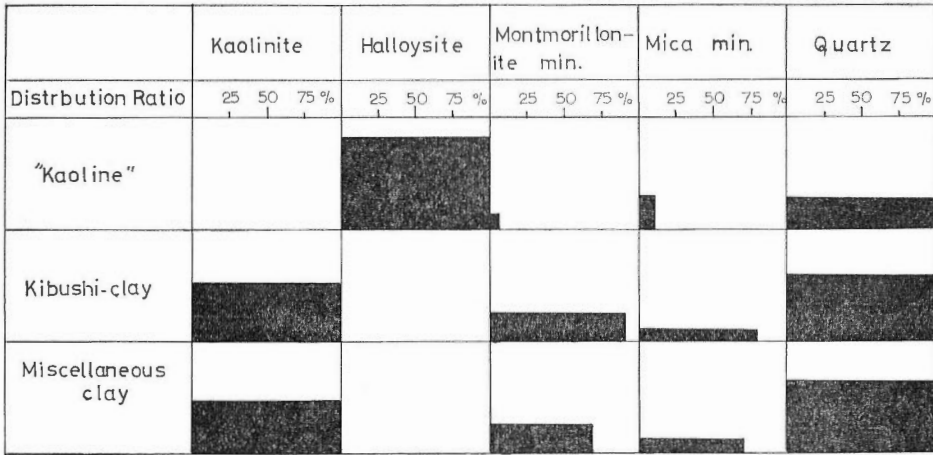 Kaolinite
Halloysite
Montmorillon-
ite min.
Mica min.
Quartz
Distrbution Ratio
25 50 75 %
25 50 75 %
25 50 75 %
25 50 75 %
25 50 75 %
"Kaoline"
Kibushi-clay
Miscellaneous
clay